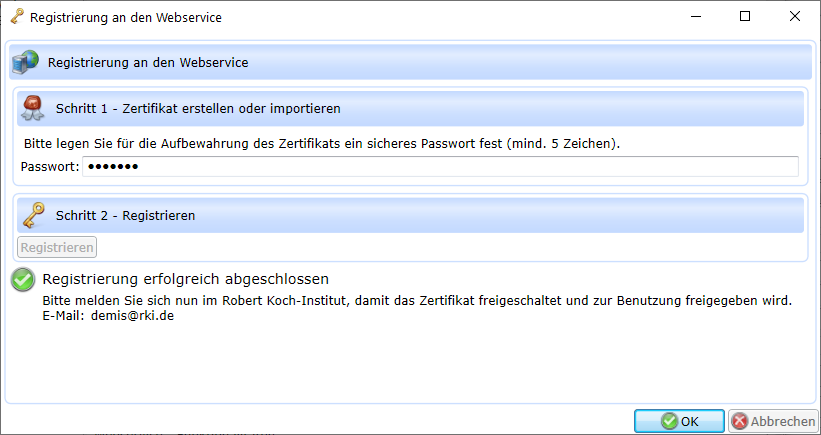 Registrierung an den Webservice
Registrierung an den Webservice
Schritt 1 - Zertifikat erstellen oder importieren
Bitte legen Sie für die Aufbewahrung des Zertifikats ein sicheres Passwort fest (mind. 5 Zeichen).
Passwort: •••••••
Schritt 2 - Registrieren
Registrieren
Registrierung erfolgreich abgeschlossen
Bitte melden Sie sich nun im Robert Koch-Institut, damit das Zertifikat freigeschaltet und zur Benutzung freigegeben wird.
E-Mail: demis@rki.de
OK Abbrechen